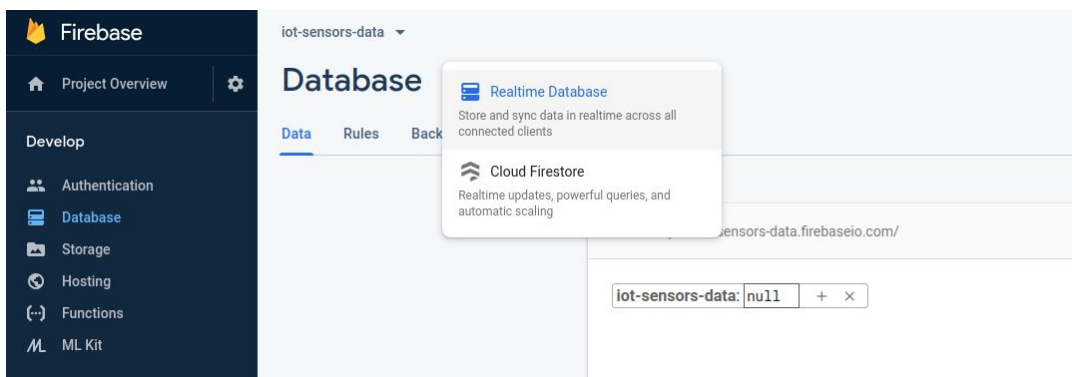 Firebase
iot-sensors-data
Project Overview
Database
Realtime Database
Store and sync data in realtime across all
connected clients
Data Rules Back
Develop
Cloud Firestore
Realtime updates, powerful queries, and
automatic scaling
Authentication
Database
Storage
Hosting
Functions
ML Kit
sensors-data.firebaseio.com/
iot-sensors-data: null + ×